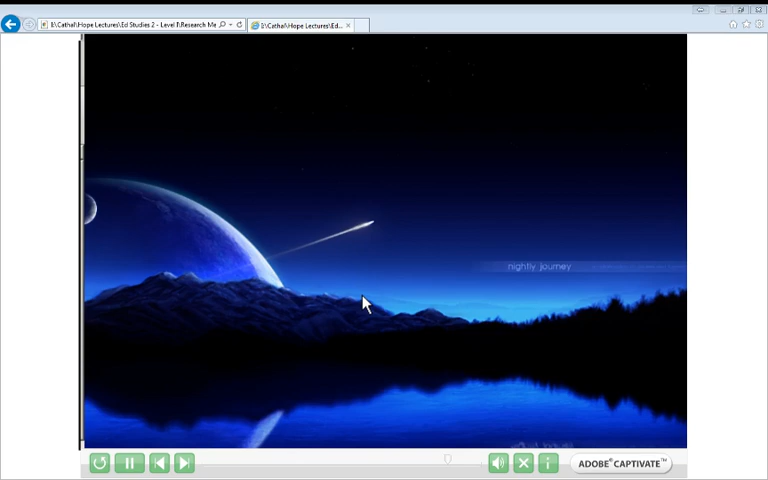 I:\Cathal\Hope Lectures\Ed Studies 2 - Level I\Research Me
I:\Cathal\Hope Lectures\Ed...
nightly journey
ADOBE® CAPTIVATE™